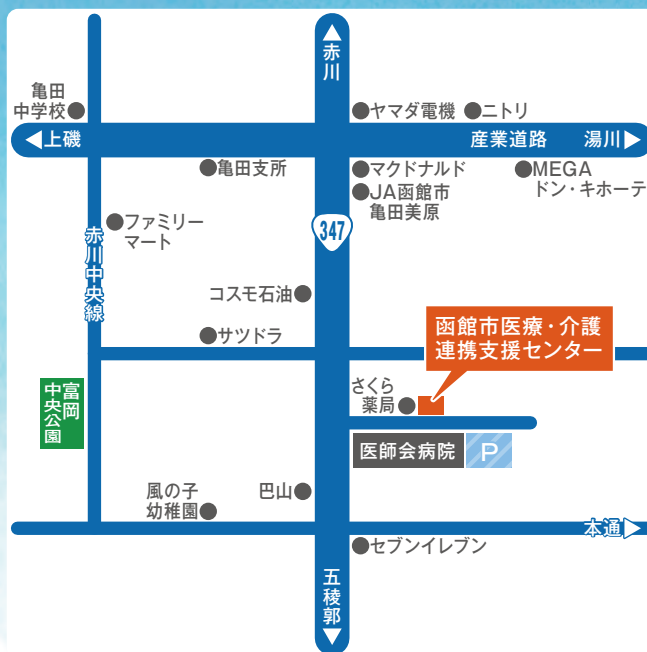 赤川
亀田
中学校
ヤマダ電機
ニトリ
上磯
産業道路
湯川
亀田支所
マクドナルド
MEGA
ドン・キホーテ
JA函館市
亀田美原
ファミリー
マート
347
赤川中央線
コスモ石油
サツドラ
函館市医療・介護
連携支援センター
さくら
薬局
富岡
中央公園
医師会病院
P
風の子
幼稚園
巴山
本通
セブンイレブン
五稜郭